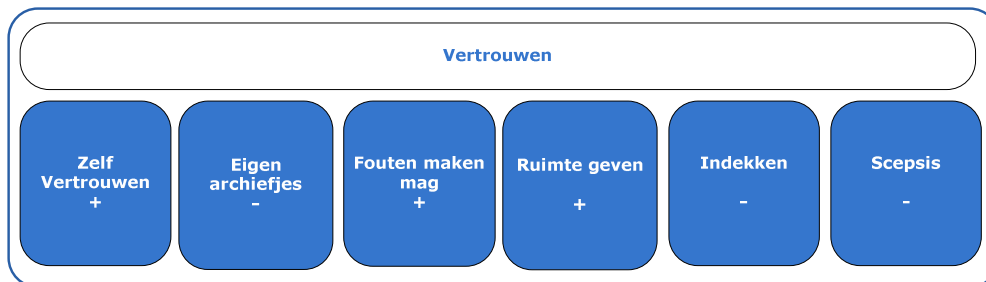 Vertrouwen
Zelf
Vertrouwen
+
Eigen
archiefjes
-
Fouten maken
mag
+
Ruimte geven
+
Indekken
-
Scepsis
-